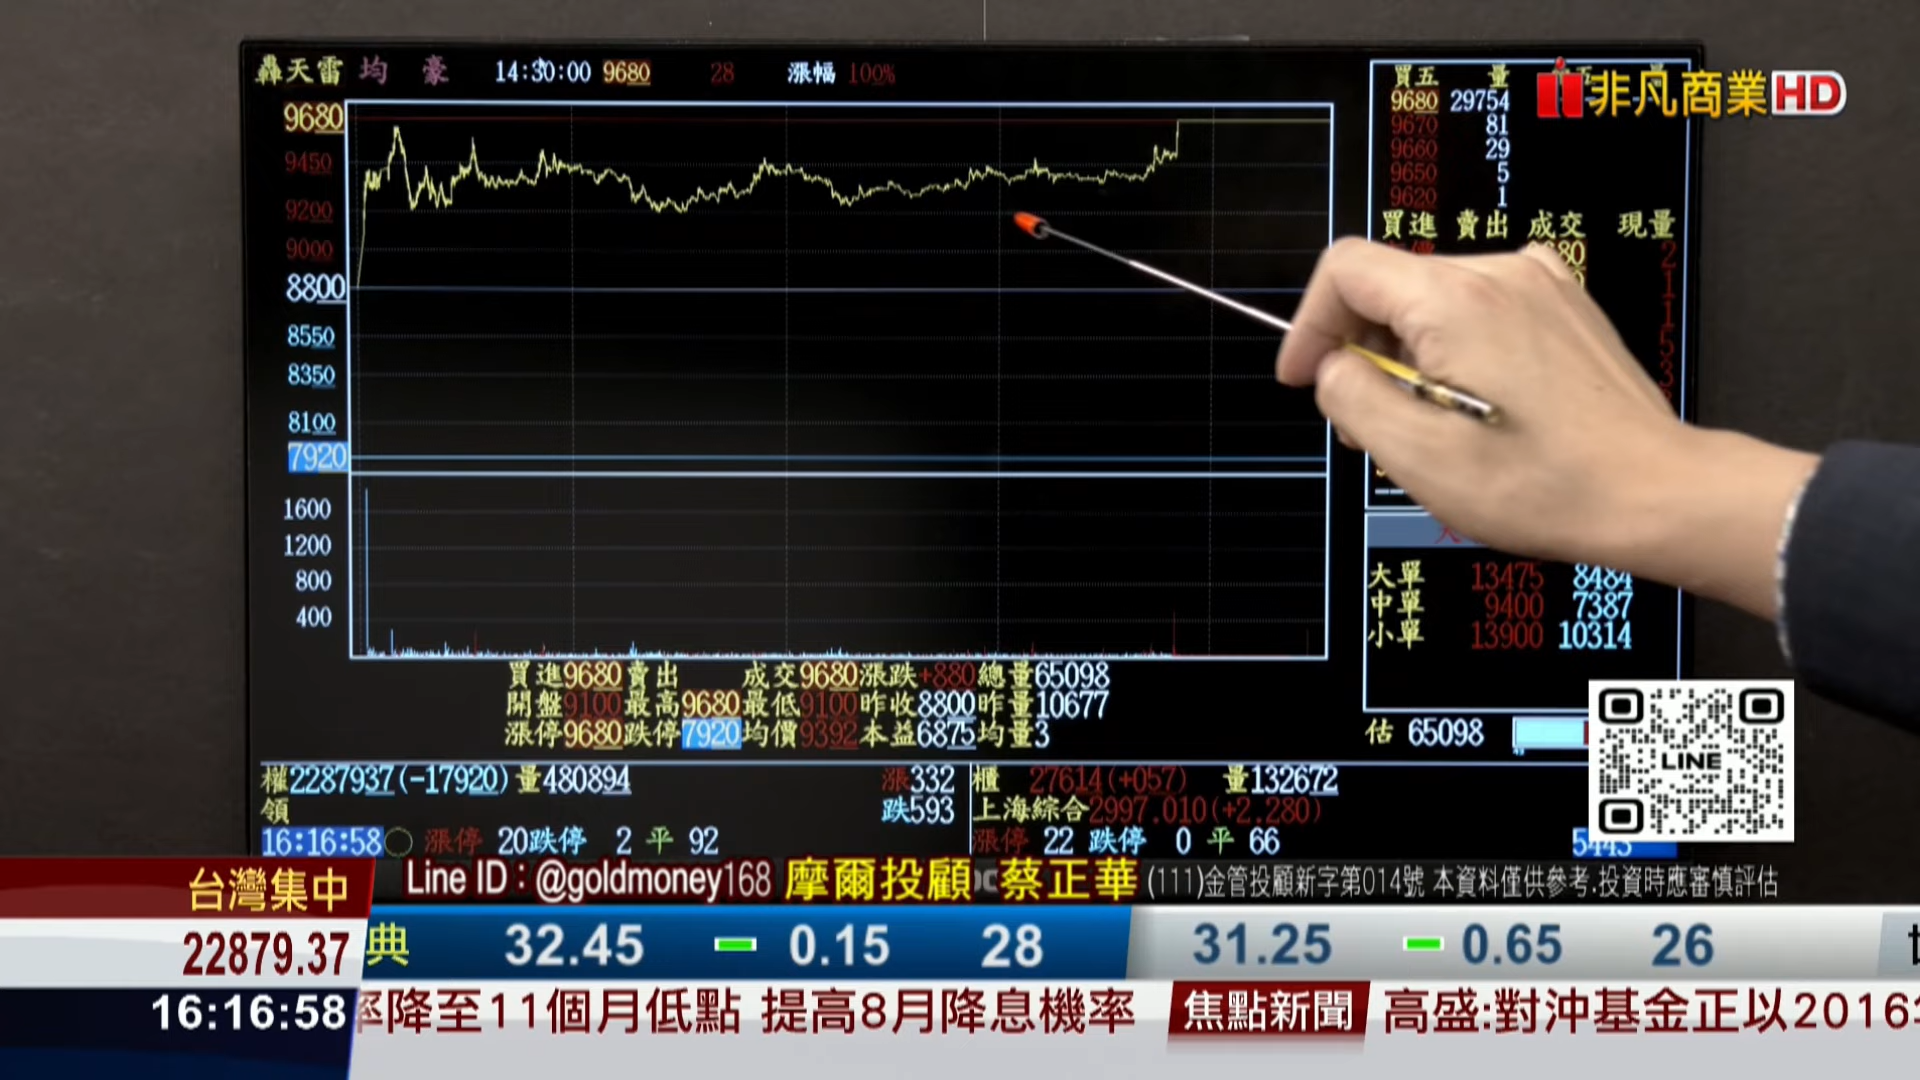 轟天雷 均 豪 14:30:00 9680 28 漲幅 100%
9680
9450
9200
9000
8800
8550
8350
8100
7920
1600
1200
800
400
買五 量
9680 29754
9670 81
9660 29
9650 5
9620 1
非凡商業HD
買進 賣出 成交 現量
大單 13475 8484
中單 9400 7387
小單 13900 10314
估 65098
買進9680賣出 成交9680漲跌+880總量65098
開盤9100最高9680最低9100昨收8800昨量10677
漲停9680跌停7920均價9392本益6875均量3
權2287937(-17920)量480894 漲332
領 跌593
16:16:58 漲停 20跌停 2 平 92
櫃 27614(+057) 量132672
上海綜合2997.010(+2.280)
漲停 22 跌停 0 平 66
5443
LINE
台灣集中
22879.37
16:16:58
Line ID:@goldmoney168 摩爾投顧 蔡正華 (111)金管投顧新字第014號 本資料僅供參考.投資時應審慎評估
典 32.45 0.15 28 31.25 0.65 26
率降至11個月低點 提高8月降息機率 焦點新聞 高盛:對沖基金正以2016